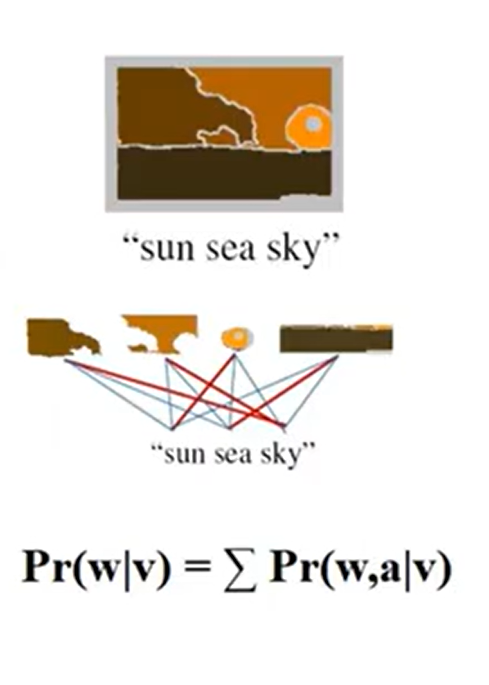 “sun sea sky”
“sun sea sky”
Pr(w|v) = ∑ Pr(w,a|v)